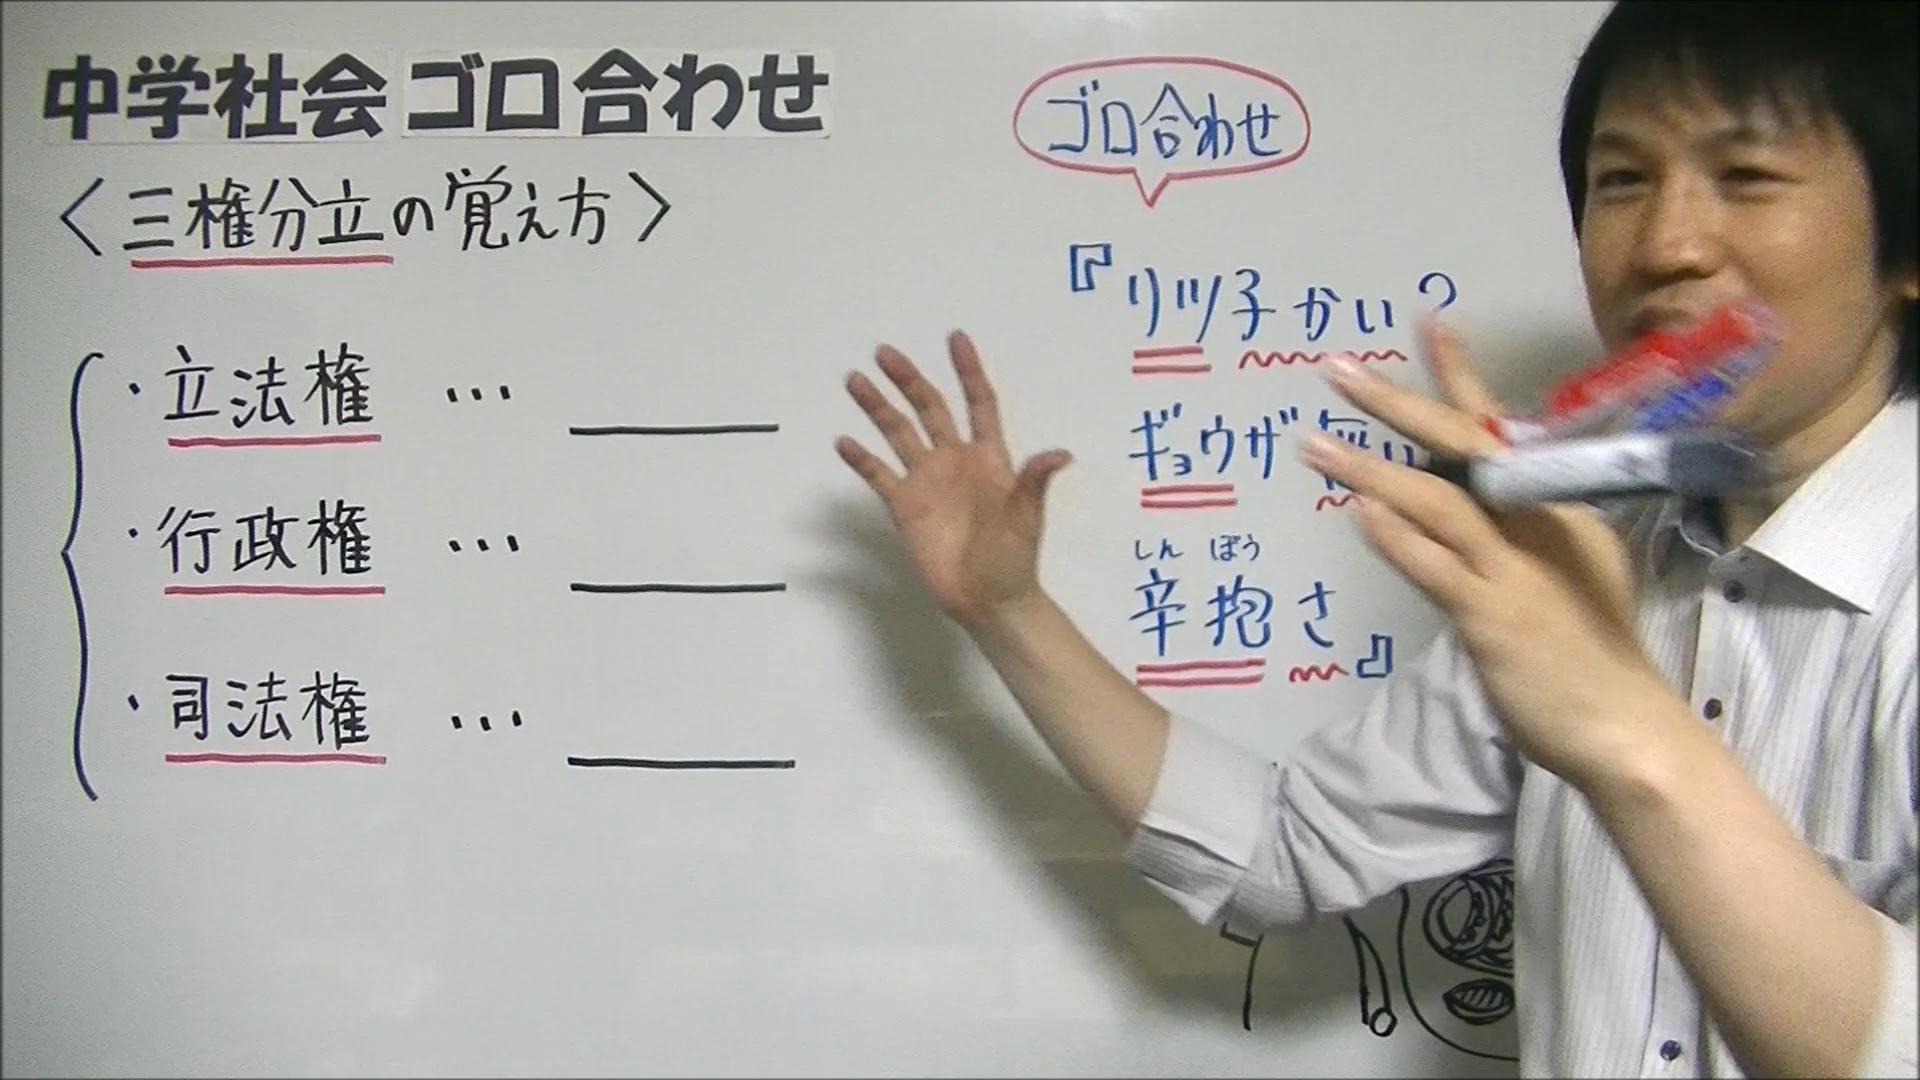 中学社会 ゴロ合わせ
〈三権分立の覚え方〉
・立法権 …
・行政権 …
・司法権 …
ゴロ合わせ
『リツ子かい?
ギョウザ無い
しん ぼう
辛抱さ』